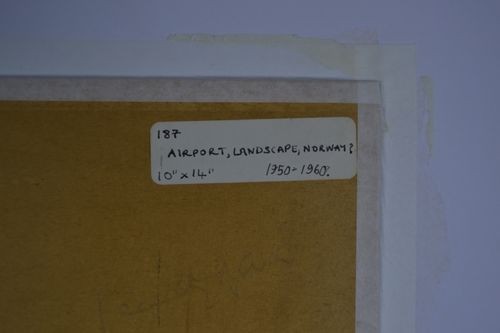 187
AIRPORT, LANDSCAPE, NORWAY?
10" x 14" 1950-1960?